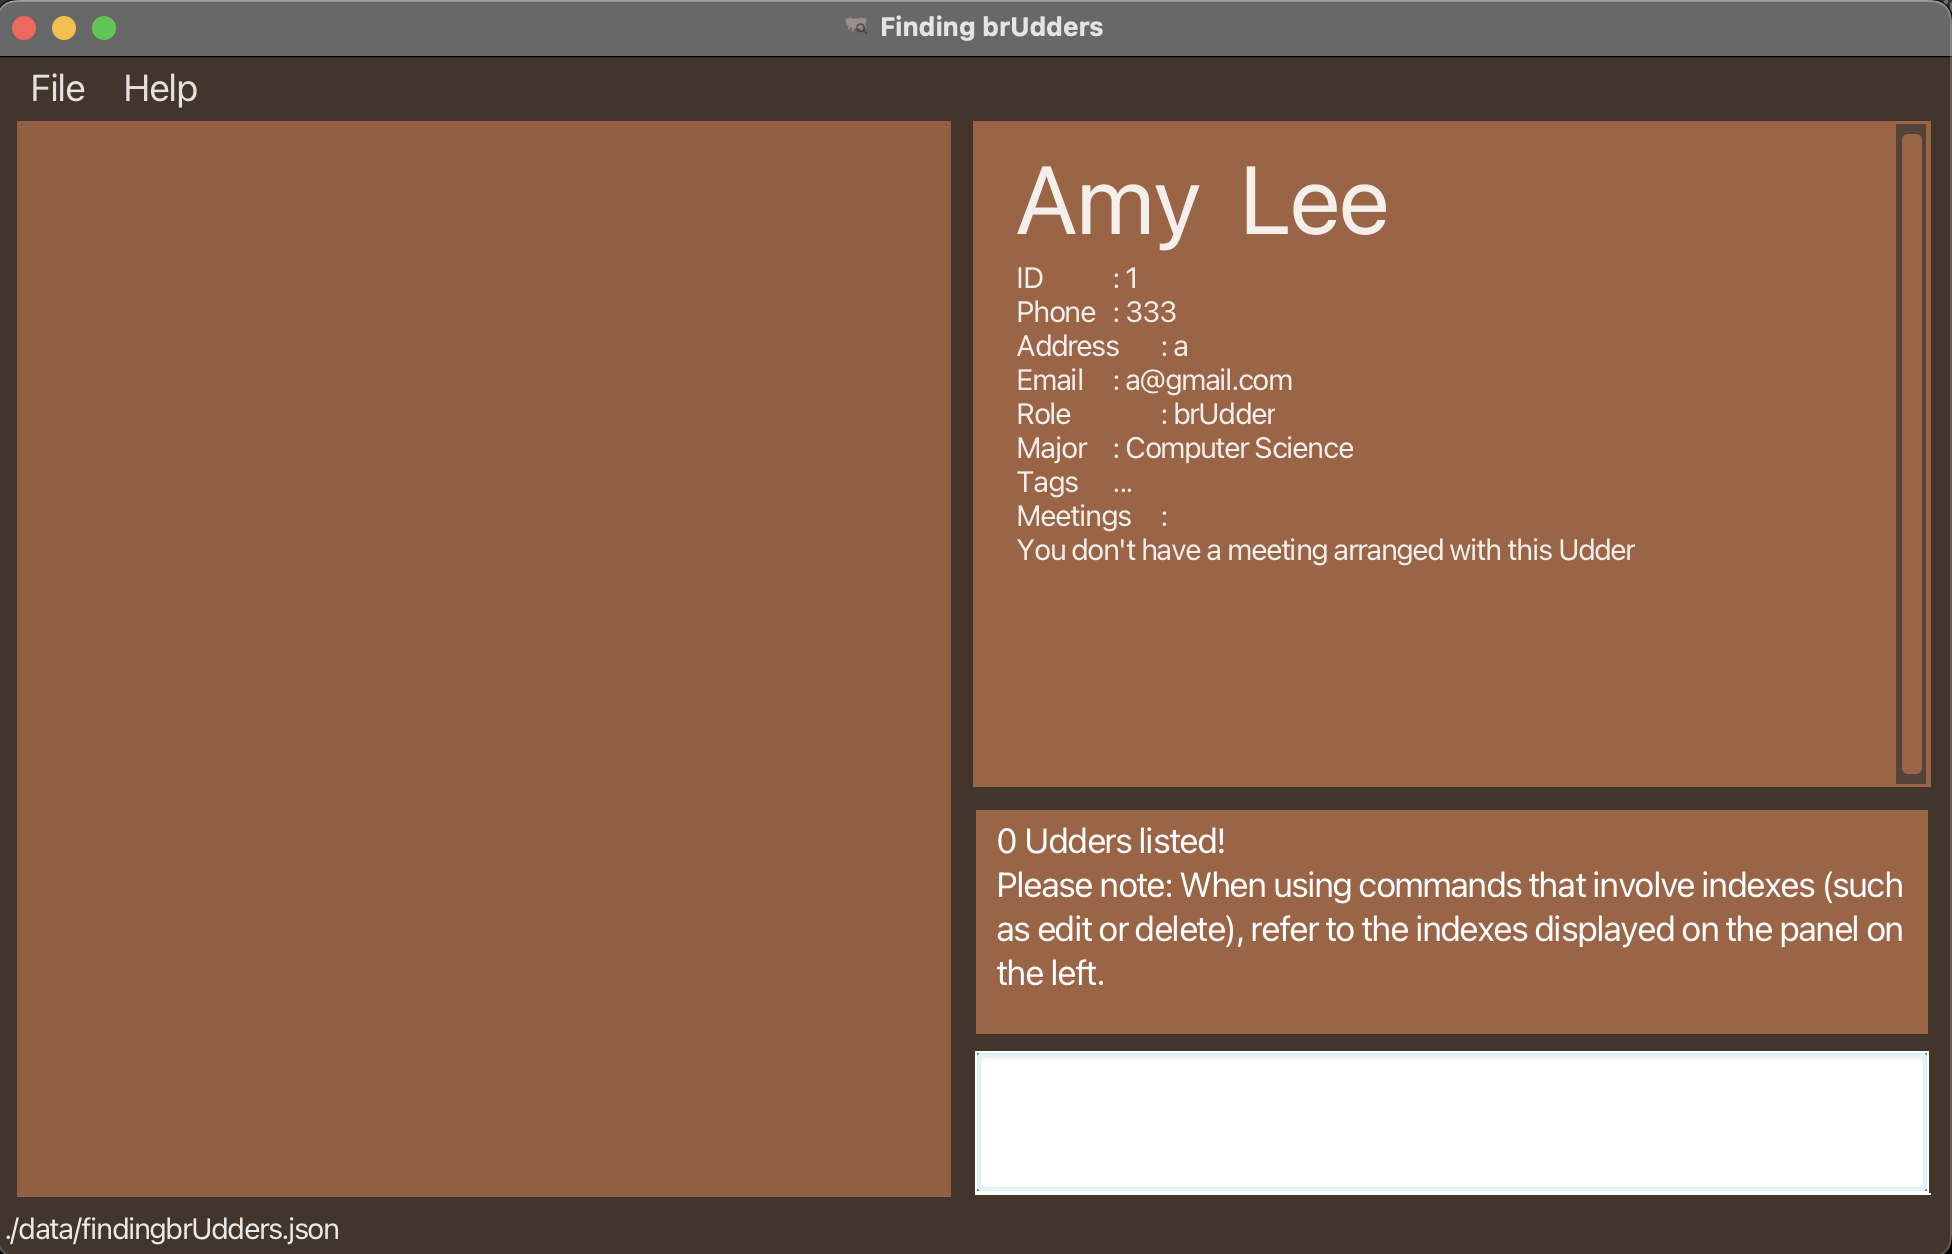 Finding brUdders
File Help
Amy Lee
ID : 1
Phone : 333
Address : a
Email : a@gmail.com
Role : brUdder
Major : Computer Science
Tags ...
Meetings :
You don't have a meeting arranged with this Udder
0 Udders listed!
Please note: When using commands that involve indexes (such
as edit or delete), refer to the indexes displayed on the panel on
the left.
./data/findingbrUdders.json